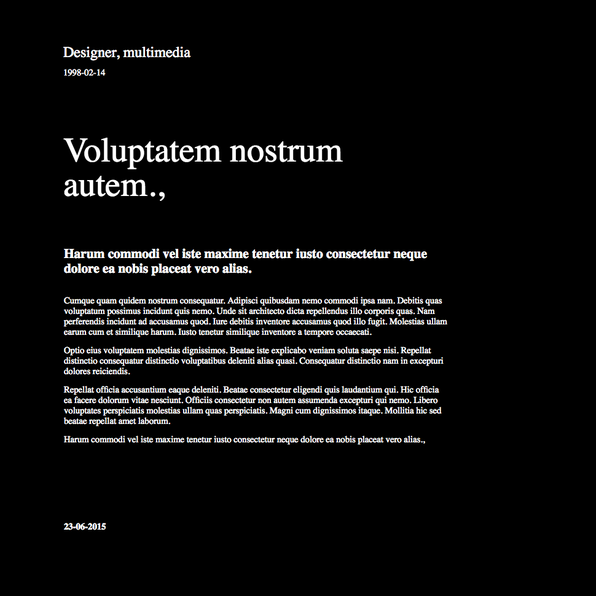 Designer, multimedia
1998-02-14
Voluptatem nostrum
autem.,
Harum commodi vel iste maxime tenetur iusto consectetur neque
dolore ea nobis placeat vero alias.
Cumque quam quidem nostrum consequatur. Adipisci quibusdam nemo commodi ipsa nam. Debitis quas
voluptatum possimus incidunt quis nemo. Unde sit architecto dicta repellendus illo corporis quas. Nam
perferendis incidunt ad accusamus quod. Iure debitis inventore accusamus quod illo fugit. Molestias ullam
earum cum et similique harum. Iusto tenetur similique inventore a tempore occaecati.
Optio eius voluptatem molestias dignissimos. Beatae iste explicabo veniam soluta saepe nisi. Repellat
distinctio consequatur distinctio voluptatibus deleniti alias quasi. Consequatur distinctio nam in excepturi
dolores reiciendis.
Repellat officia accusantium eaque deleniti. Beatae consectetur eligendi quis laudantium qui. Hic officia
ea facere dolorum vitae nesciunt. Officiis consectetur non autem assumenda excepturi qui nemo. Libero
voluptates perspiciatis molestias ullam quas perspiciatis. Magni cum dignissimos itaque. Mollitia hic sed
beatae repellat amet laborum.
Harum commodi vel iste maxime tenetur iusto consectetur neque dolore ea nobis placeat vero alias.,
23-06-2015